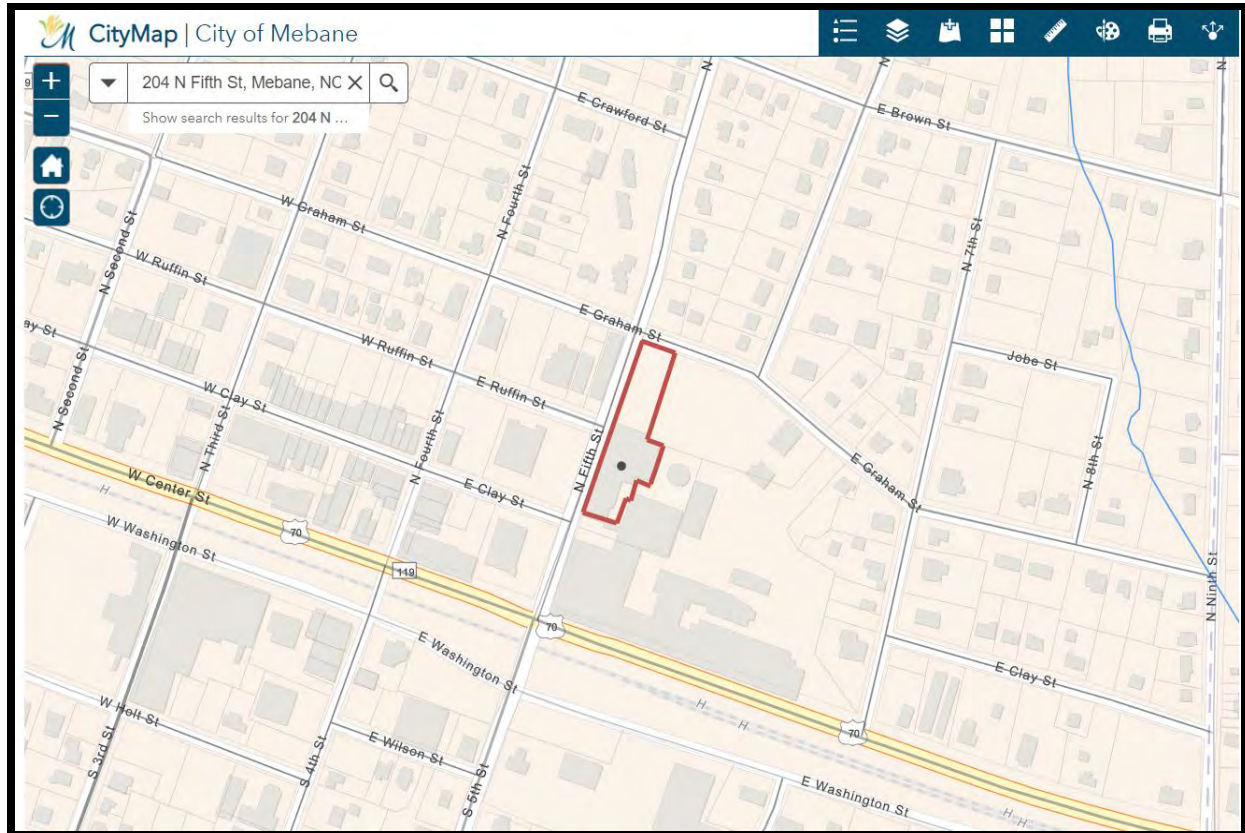 CityMap | City of Mebane
204 N Fifth St, Mebane, NC
Show search results for 204 N ...
9
N
N
N
E Crawford St
E Brown St
W Graham St
N Fourth St
N Second St
W Ruffin St
N 7th St
E Graham St
ay St
W Ruffin St
Jobe St
N Second St
W Clay St
E Ruffin St
N Third St
N Fourth St
N Fifth St
N 8th St
E Graham St
W Center St
E Clay St
H
70
W Washington St
119
N Ninth St
70
E Washington St
E Clay St
H
H
70
W Holt St
S 3rd St
S 4th St
E Wilson St
S 5th St
E Washington St
H
H